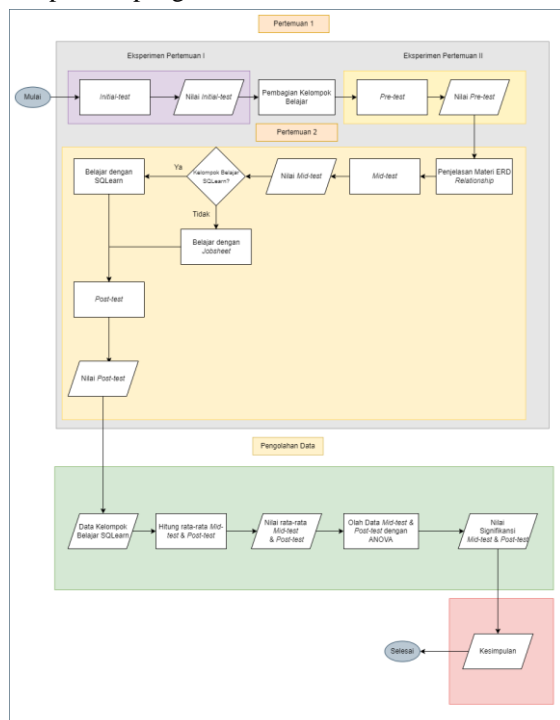 Pertemuan 1
Eksperimen Pertemuan I
Eksperimen Pertemuan II
Mulai
Initial-test
Nilai Initial-test
Pembagian Kelompok
Belajar
Pre-test
Nilai Pre-test
Pertemuan 2
Belajar dengan
SQLearn
Ya
Kelompok Belajar
SQLearn?
Nilai Mid-test
Mid-test
Penjelasan Materi ERD
Relationship
Tidak
Belajar dengan
Jobsheet
Post-test
Nilai Post-test
Pengolahan Data
Data Kelompok
Belajar SQLearn
Hitung rata-rata Mid-
test & Post-test
Nilai rata-rata
Mid-test
& Post-test
Olah Data Mid-test &
Post-test dengan
ANOVA
Nilai
Signifikansi
Mid-test & Post-test
Selesai
Kesimpulan